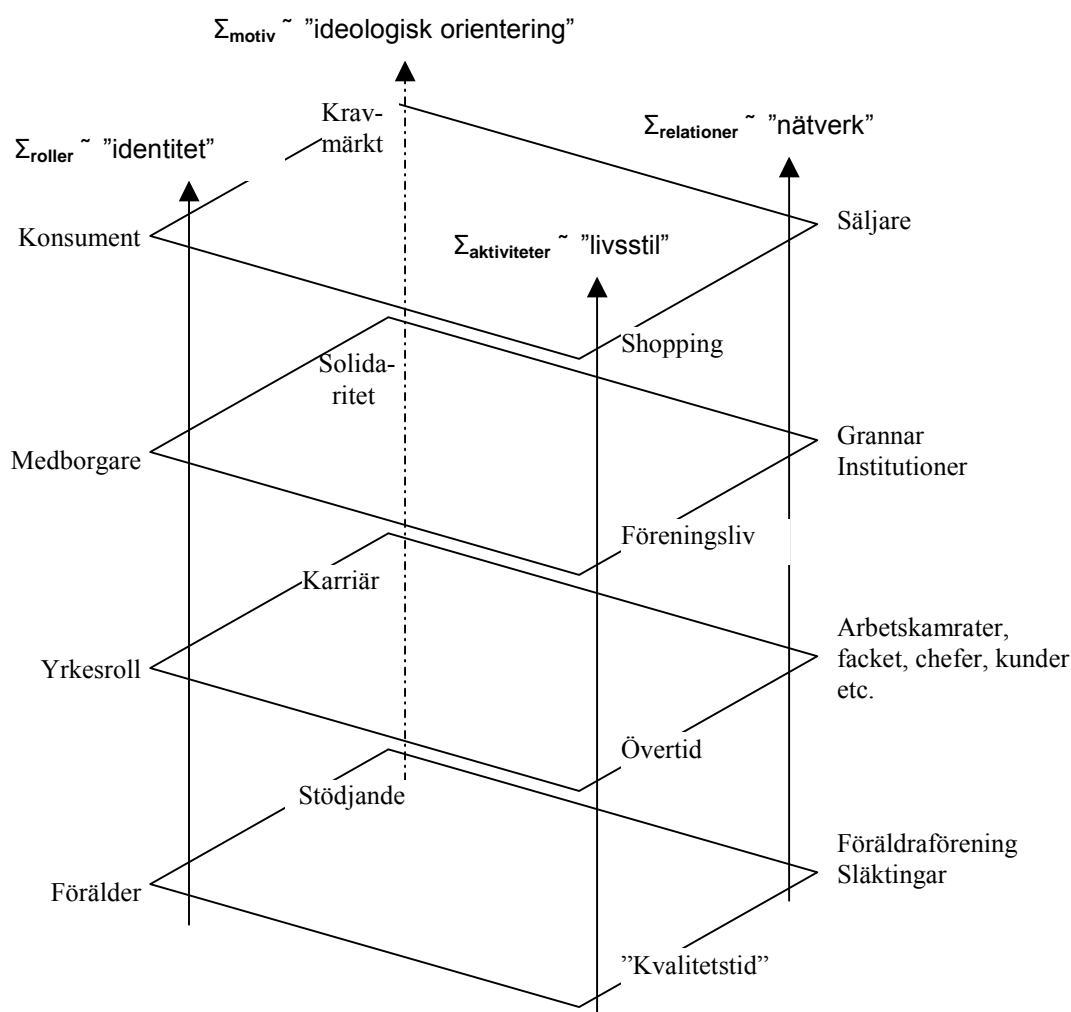 Σmotiv ~ ”ideologisk orientering”
Krav-
märkt
Σrelationer ~ ”nätverk”
Σroller ~ ”identitet”
Säljare
Konsument
Σaktiviteter ~ ”livsstil”
Shopping
Solida-
ritet
Grannar
Institutioner
Medborgare
Föreningsliv
Karriär
Arbetskamrater,
facket, chefer, kunder
etc.
Yrkesroll
Övertid
Stödjande
Föräldraförening
Släktingar
Förälder
”Kvalitetstid”